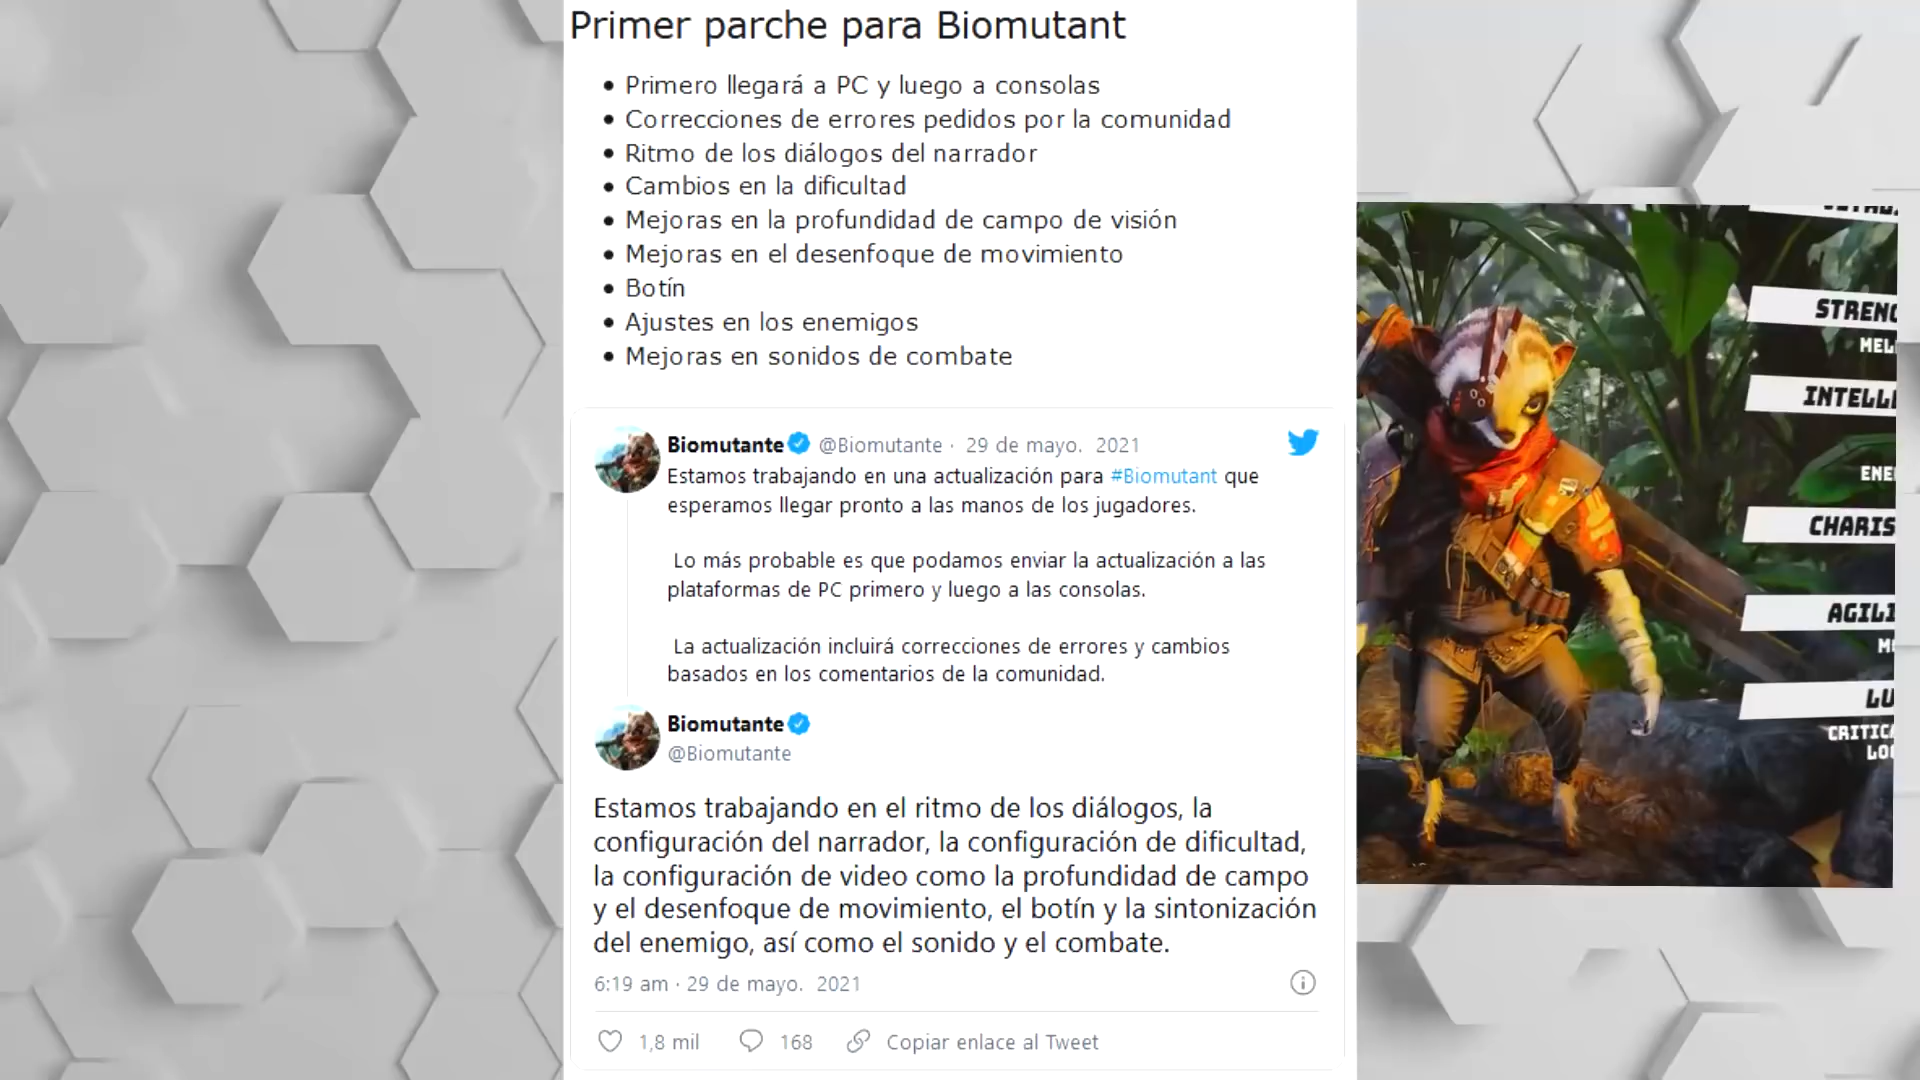 Primer parche para Biomutant
• Primero llegará a PC y luego a consolas
• Correcciones de errores pedidos por la comunidad
• Ritmo de los diálogos del narrador
• Cambios en la dificultad
• Mejoras en la profundidad de campo de visión
• Mejoras en el desenfoque de movimiento
• Botín
• Ajustes en los enemigos
• Mejoras en sonidos de combate
Biomutante @Biomutante · 29 de mayo. 2021
Estamos trabajando en una actualización para #Biomutant que
esperamos llegar pronto a las manos de los jugadores.
Lo más probable es que podamos enviar la actualización a las
plataformas de PC primero y luego a las consolas.
La actualización incluirá correcciones de errores y cambios
basados en los comentarios de la comunidad.
Biomutante
@Biomutante
Estamos trabajando en el ritmo de los diálogos, la
configuración del narrador, la configuración de dificultad,
la configuración de video como la profundidad de campo
y el desenfoque de movimiento, el botín y la sintonización
del enemigo, así como el sonido y el combate.
6:19 am · 29 de mayo. 2021
1,8 mil 168 Copiar enlace al Tweet
STRENG
MEL
INTELL
ENE
CHARIS
AGILI
LU
CRITICA